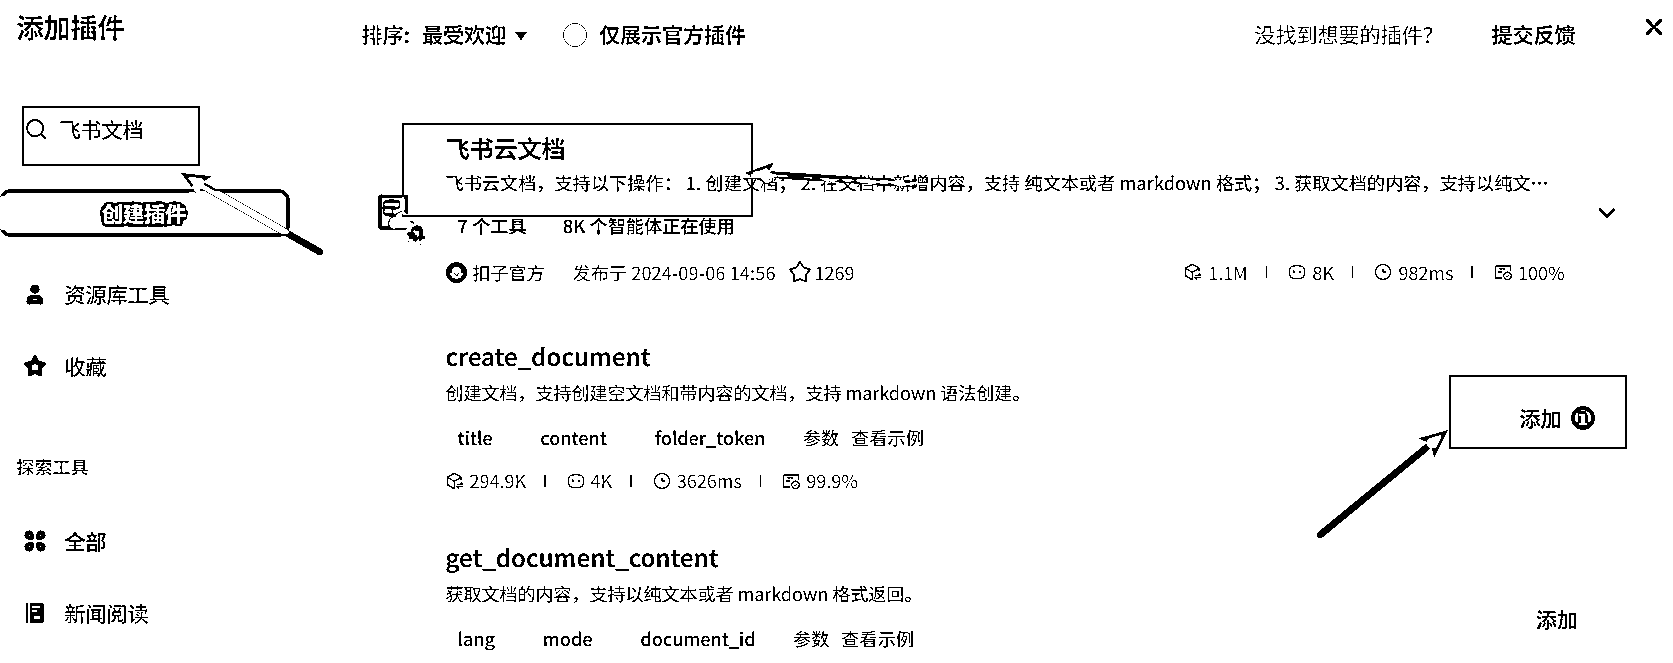 添加插件
排序: 最受欢迎 仅展示官方插件 没找到想要的插件? 提交反馈
飞书文档
创建插件
资源库工具
收藏
探索工具
全部
新闻阅读
飞书云文档
飞书云文档，支持以下操作： 1. 创建文档； 2. 在文档中新增内容，支持 纯文本或者 markdown 格式； 3. 获取文档的内容，支持以纯文…
7 个工具 8K 个智能体正在使用
扣子官方 发布于 2024-09-06 14:56 1269 1.1M 8K 982ms 100%
create_document
创建文档，支持创建空文档和带内容的文档，支持 markdown 语法创建。
title content folder_token 参数 查看示例
294.9K 4K 3626ms 99.9%
添加
get_document_content
获取文档的内容，支持以纯文本或者 markdown 格式返回。
lang mode document_id 参数 查看示例
添加